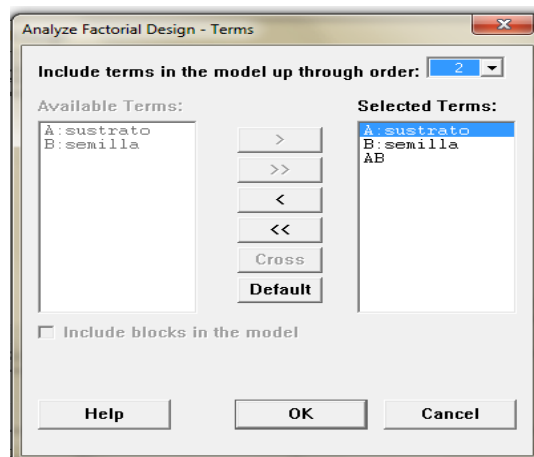 Analyze Factorial Design - Terms
Include terms in the model up through order: 2
Available Terms:
A:sustrato
B:semilla
>
>>
<
<<
Cross
Default
Selected Terms:
A:sustrato
B:semilla
AB
Include blocks in the model
Help OK Cancel